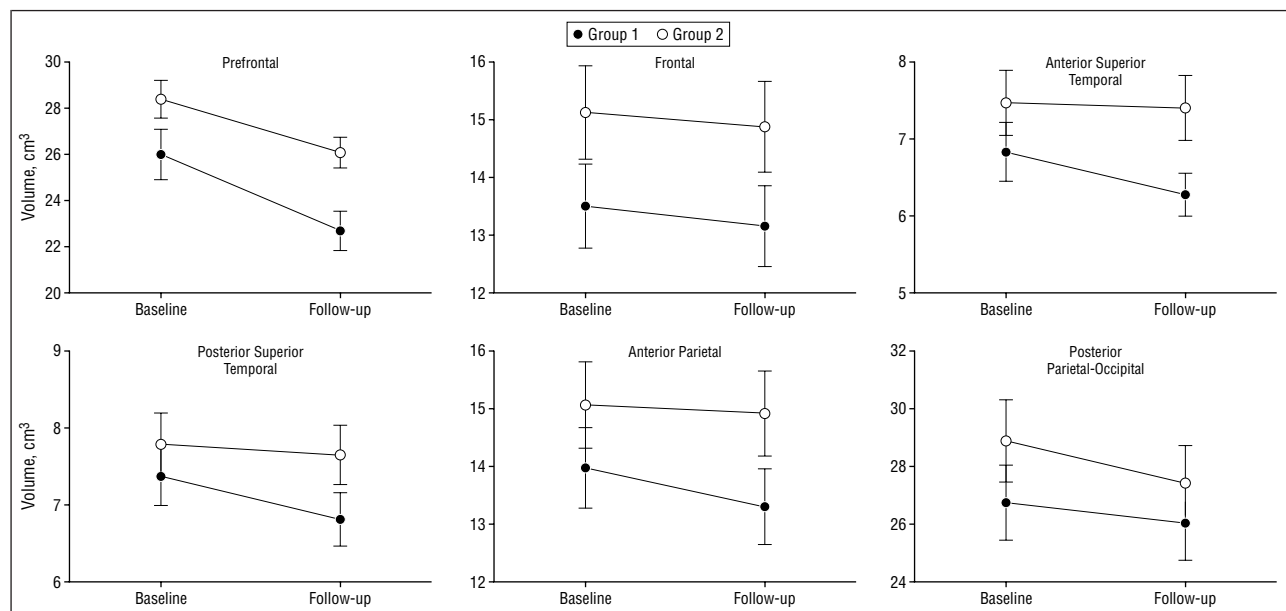 Group 1 Group 2
Prefrontal
Volume, cm³
30
28
26
24
22
20
Baseline Follow-up
Frontal
16
15
14
13
12
Baseline Follow-up
Anterior Superior
Temporal
8
7
6
5
Baseline Follow-up
Posterior Superior
Temporal
Volume, cm³
9
8
7
6
Baseline Follow-up
Anterior Parietal
16
15
14
13
12
Baseline Follow-up
Posterior
Parietal-Occipital
32
30
28
26
24
Baseline Follow-up